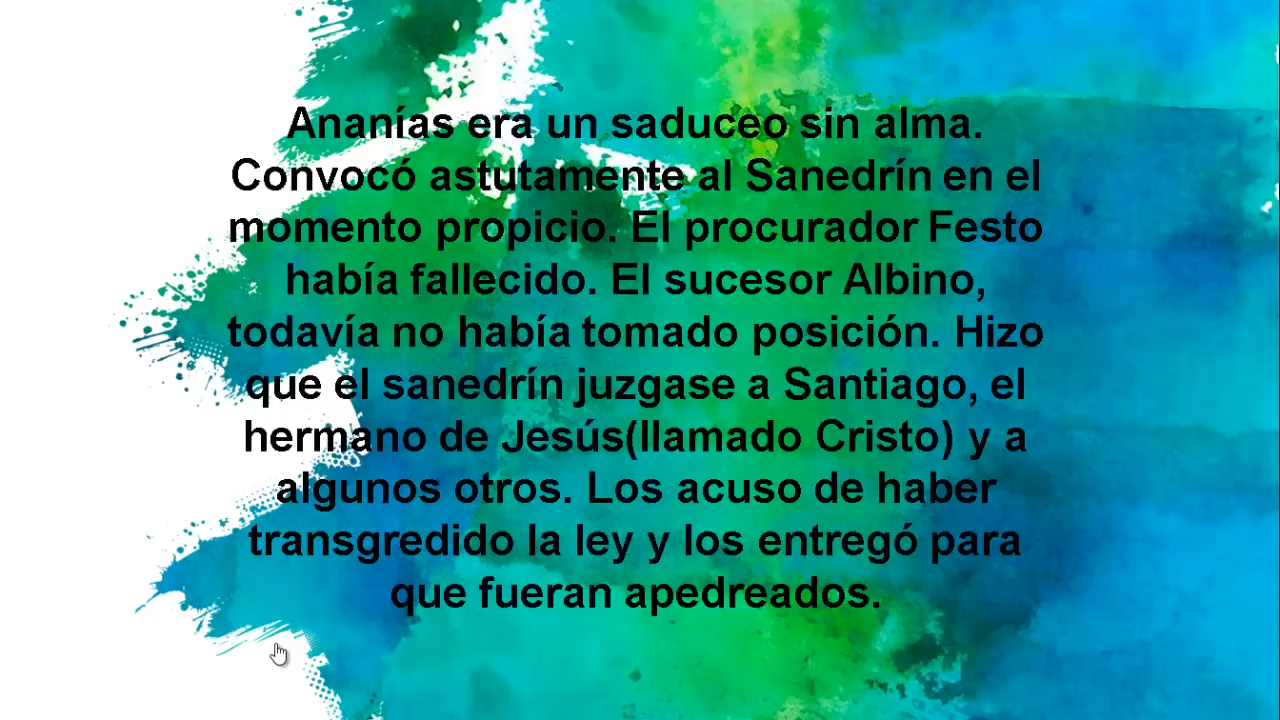 Ananías era un saduceo sin alma.
Convocó astutamente al Sanedrín en el
momento propicio. El procurador Festo
había fallecido. El sucesor Albino,
todavía no había tomado posición. Hizo
que el sanedrín juzgase a Santiago, el
hermano de Jesús(llamado Cristo) y a
algunos otros. Los acuso de haber
transgredido la ley y los entregó para
que fueran apedreados.